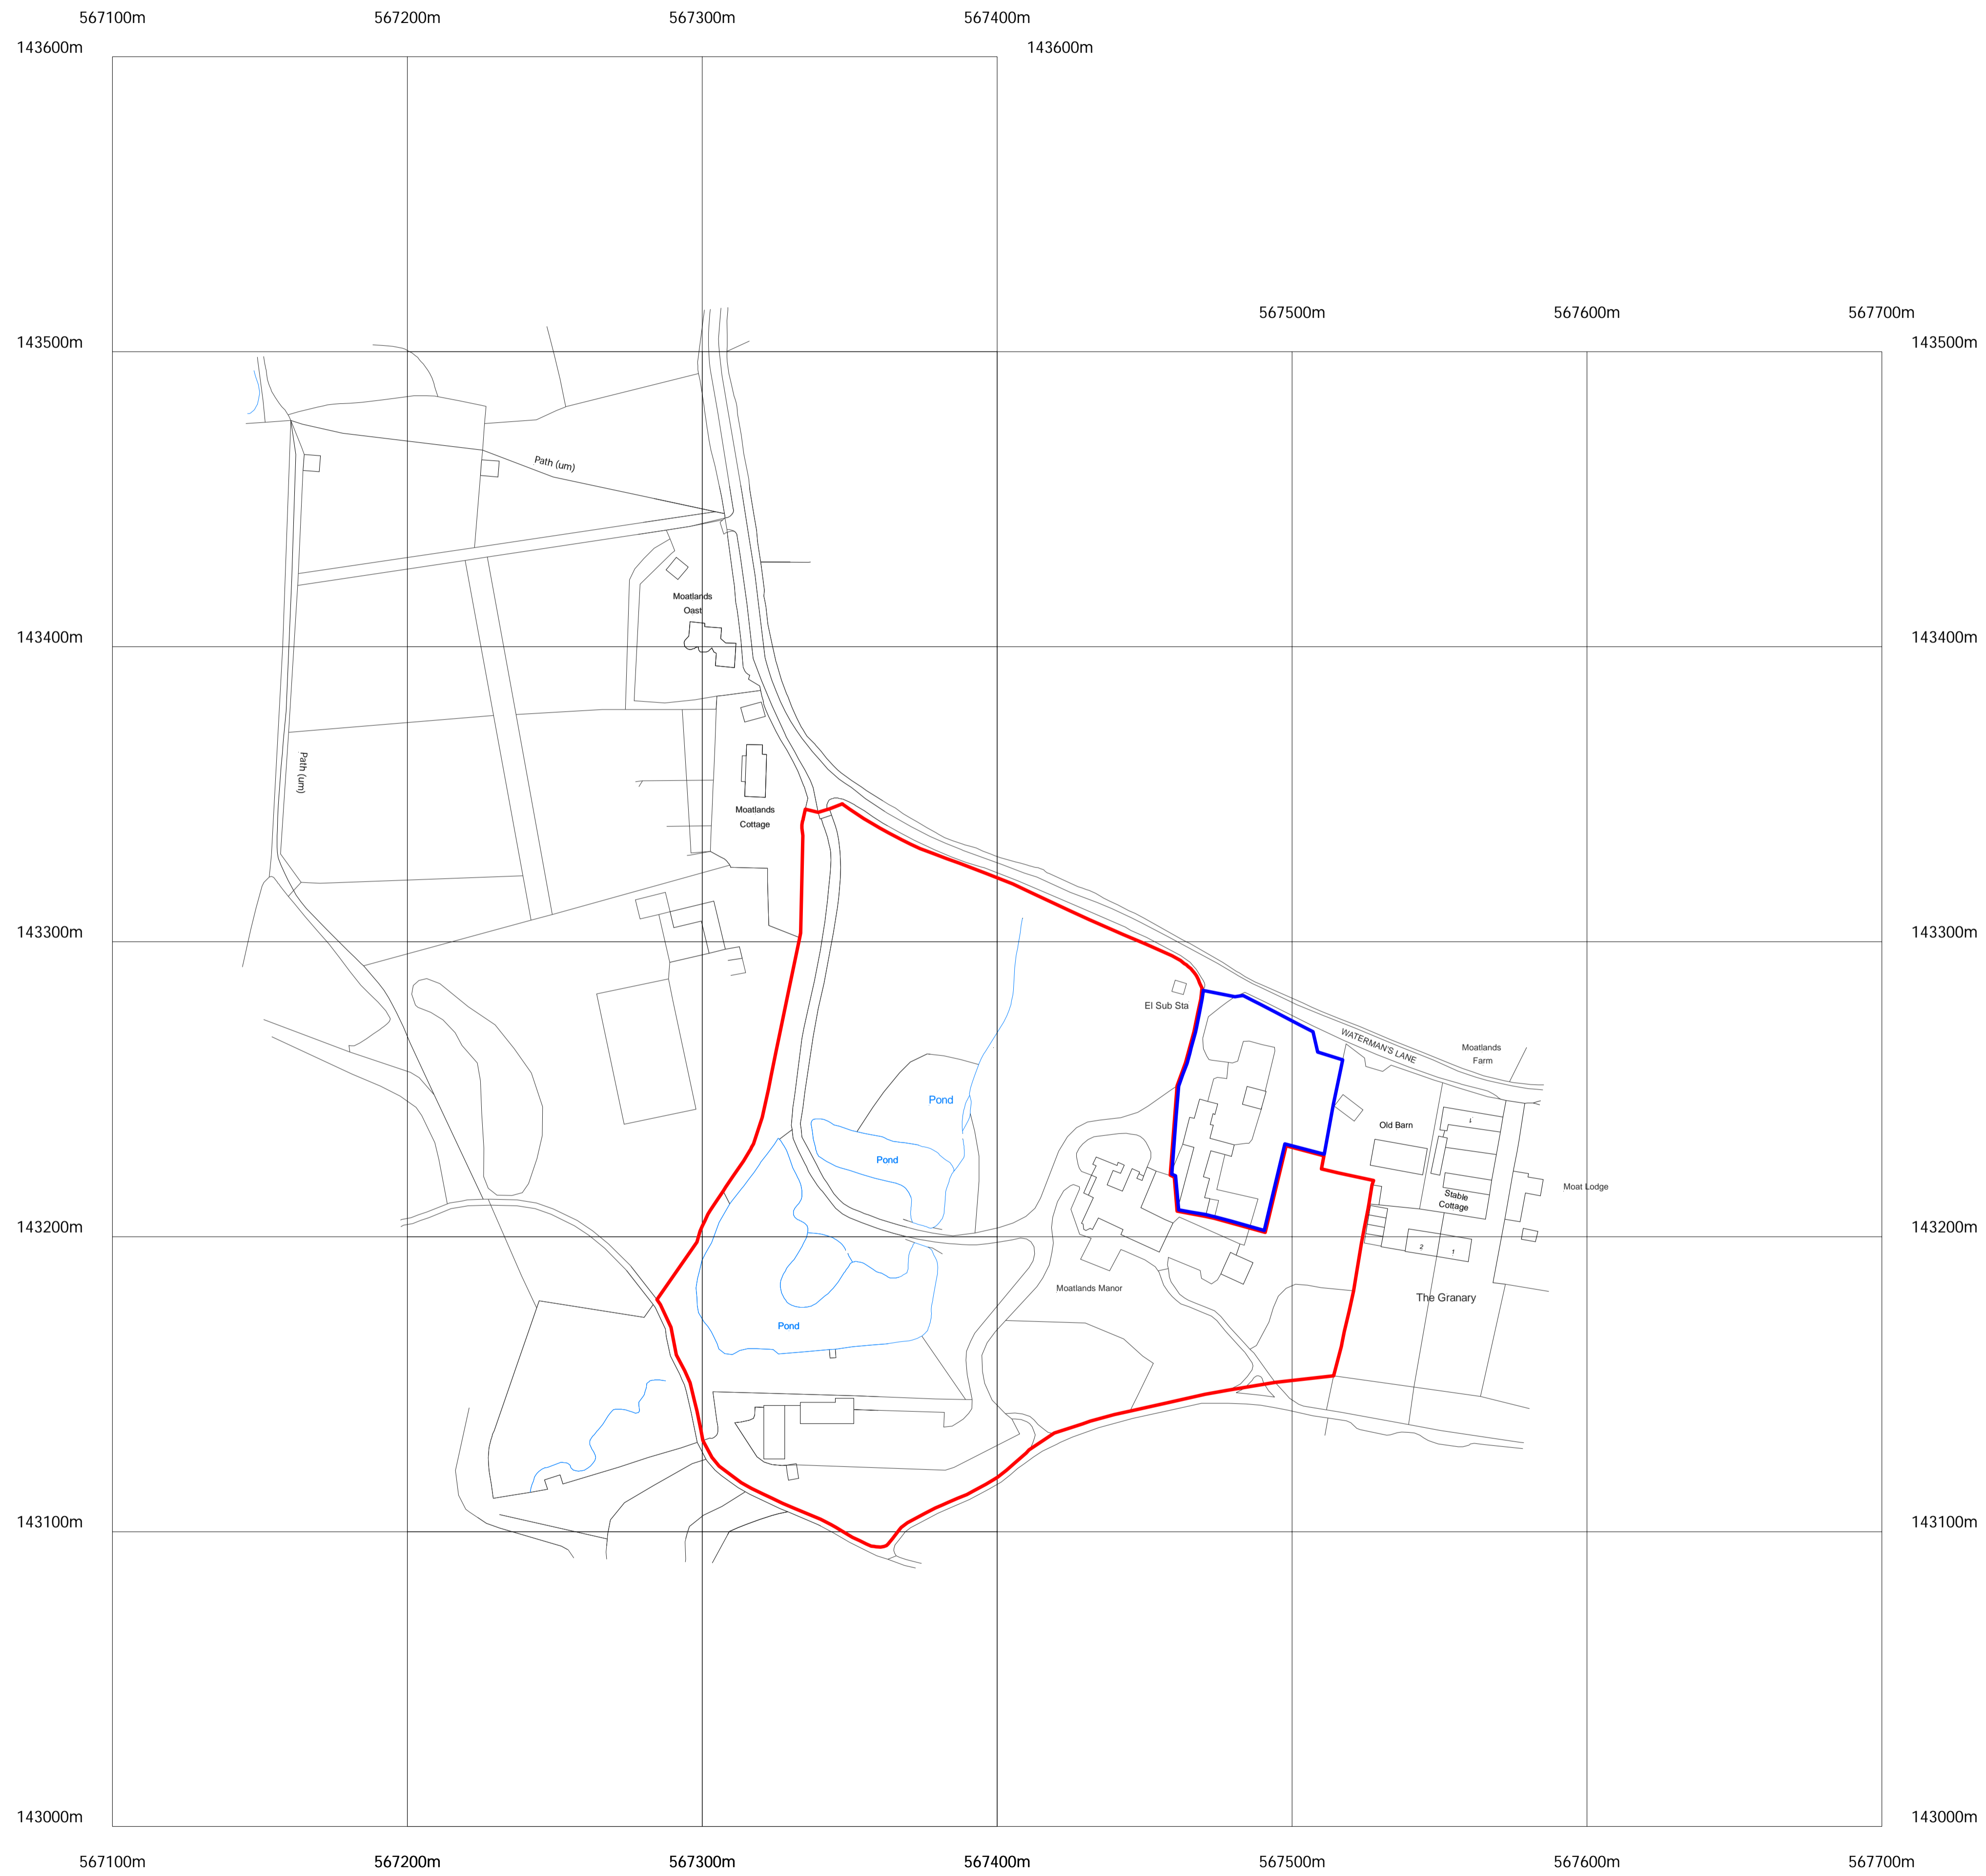 567100m 567200m 567300m 567400m
143600m 143600m
567500m 567600m 567700m
143500m 143500m
Path (um)
Moatlands
Oast
143400m 143400m
Path (um)
Moatlands
Cottage
143300m 143300m
El Sub Sta
WATERMAN'S LANE
Moatlands
Farm
Pond
Old Barn
1
Pond
Moat Lodge
Stable
Cottage
143200m 143200m
2 1
Moatlands Manor
The Granary
Pond
143100m 143100m
143000m 143000m
567100m 567200m 567300m 567400m 567500m 567600m 567700m